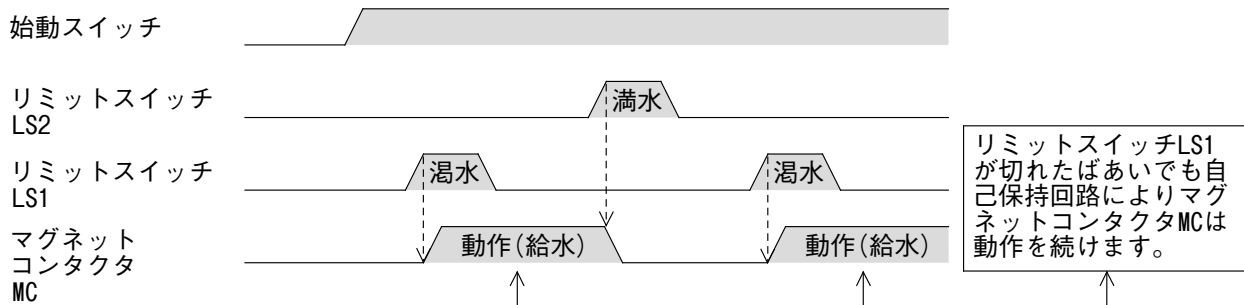 始動スイッチ
リミットスイッチ
LS2
満水
リミットスイッチ
LS1
渇水
渇水
マグネット
コンタクタ
MC
動作(給水)
動作(給水)
リミットスイッチLS1
が切れたばあいでも自
己保持回路によりマグ
ネットコンタクタMCは
動作を続けます。